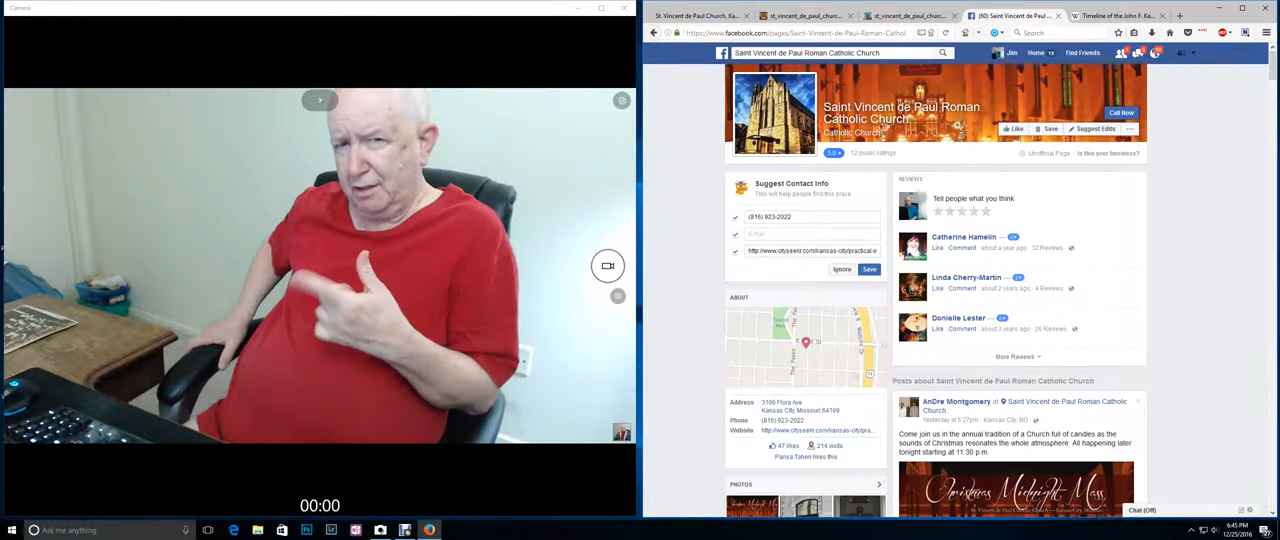 Camera
00:00
St. Vincent de Paul Church, Ka...
st_vincent_de_paul_churc...
st_vincent_de_paul_churc...
(60) Saint Vincent de Paul ...
Timeline of the John F. Ke...
https://www.facebook.com/pages/Saint-Vincent-de-Paul-Roman-Cathol
Search
Saint Vincent de Paul Roman Catholic Church
Jim
Home 13
Find Friends
Saint Vincent de Paul Roman
Catholic Church
Catholic Church
Call Now
Like
Save
Suggest Edits
5.0 ★
12 public ratings
Unofficial Page
Is this your business?
Suggest Contact Info
This will help people find this place
(816) 923-2022
Email
http://www.cityseekr.com/kansas-city/practical-i
Ignore
Save
ABOUT
The Paseo
E 31 St
Address
3106 Flora Ave
Kansas City, Missouri 64109
Phone
(816) 923-2022
Website
http://www.cityseekr.com/kansas-city/prac...
47 likes
214 visits
Parisa Taheri likes this
PHOTOS
REVIEWS
Tell people what you think
Catherine Hamelin — 5★
Like · Comment · about a year ago · 32 Reviews
Linda Cherry-Martin — 5★
Like · Comment · about 2 years ago · 4 Reviews
Donielle Lester — 5★
Like · Comment · about 3 years ago · 26 Reviews
More Reviews
Posts about Saint Vincent de Paul Roman Catholic Church
AnDre Montgomery at Saint Vincent de Paul Roman Catholic
Church
Yesterday at 5:27pm · Kansas City, MO
Come join us in the annual tradition of a Church full of candles as the
sounds of Christmas resonates the whole atmosphere. All happening later
tonight starting at 11:30 p.m.
Christmas Midnight Mass
Chat (Off)
Ask me anything
6:45 PM
12/25/2016